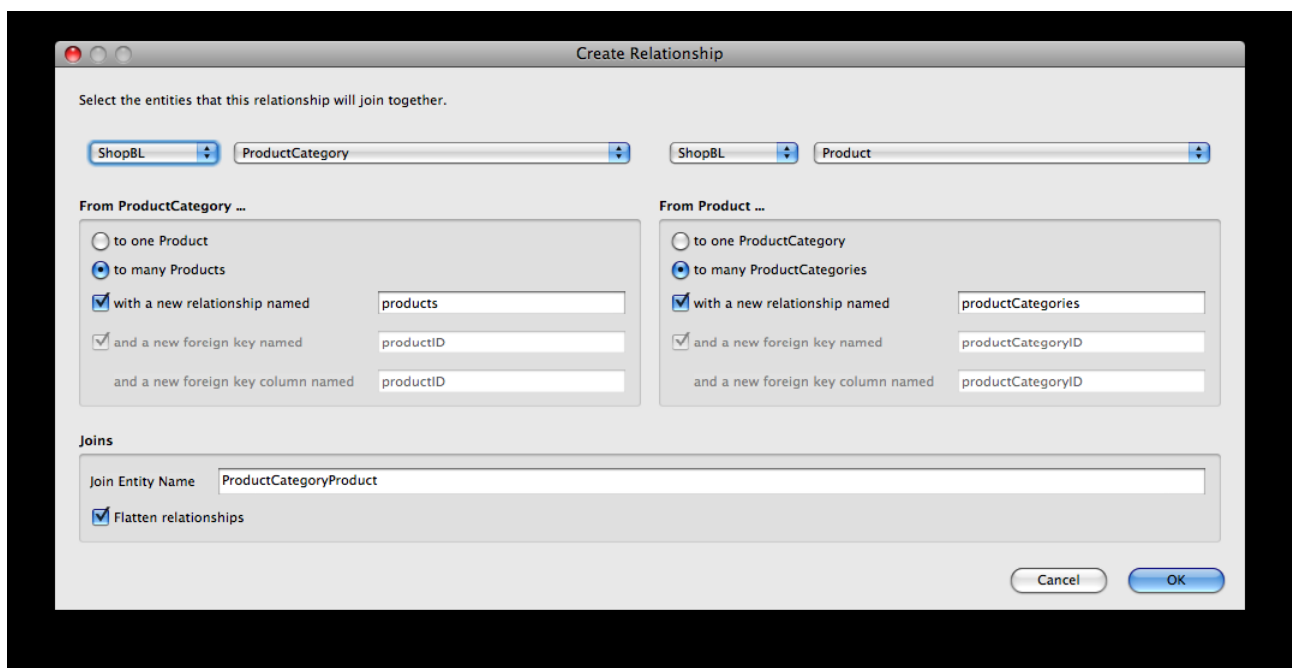 Create Relationship
Select the entities that this relationship will join together.
ShopBL ProductCategory ShopBL Product
From ProductCategory ...
to one Product
to many Products
with a new relationship named products
and a new foreign key named productID
and a new foreign key column named productID
From Product ...
to one ProductCategory
to many ProductCategories
with a new relationship named productCategories
and a new foreign key named productCategoryID
and a new foreign key column named productCategoryID
Joins
Join Entity Name ProductCategoryProduct
Flatten relationships
Cancel OK